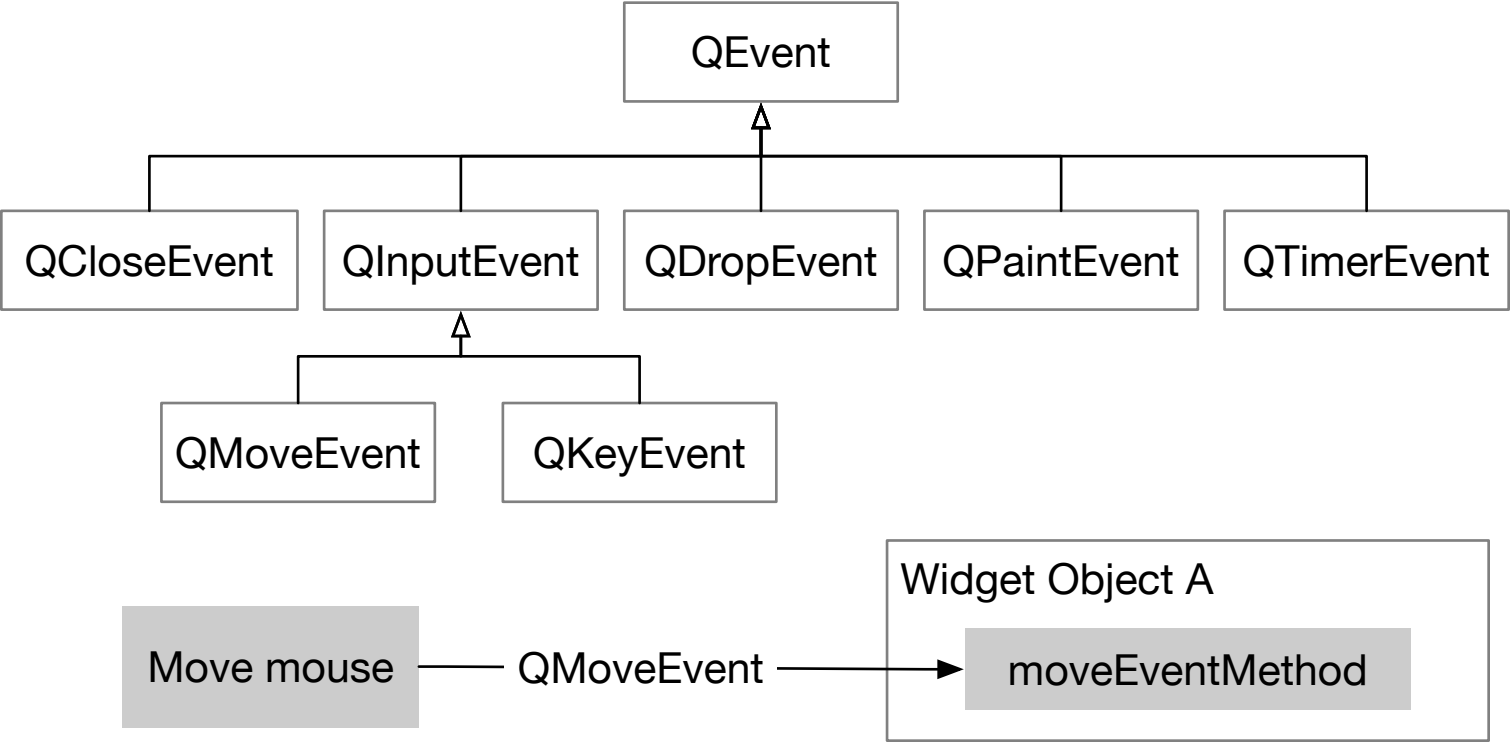 QEvent
QCloseEvent
QInputEvent
QDropEvent
QPaintEvent
QTimerEvent
QMoveEvent
QKeyEvent
Widget Object A
Move mouse
QMoveEvent
moveEventMethod